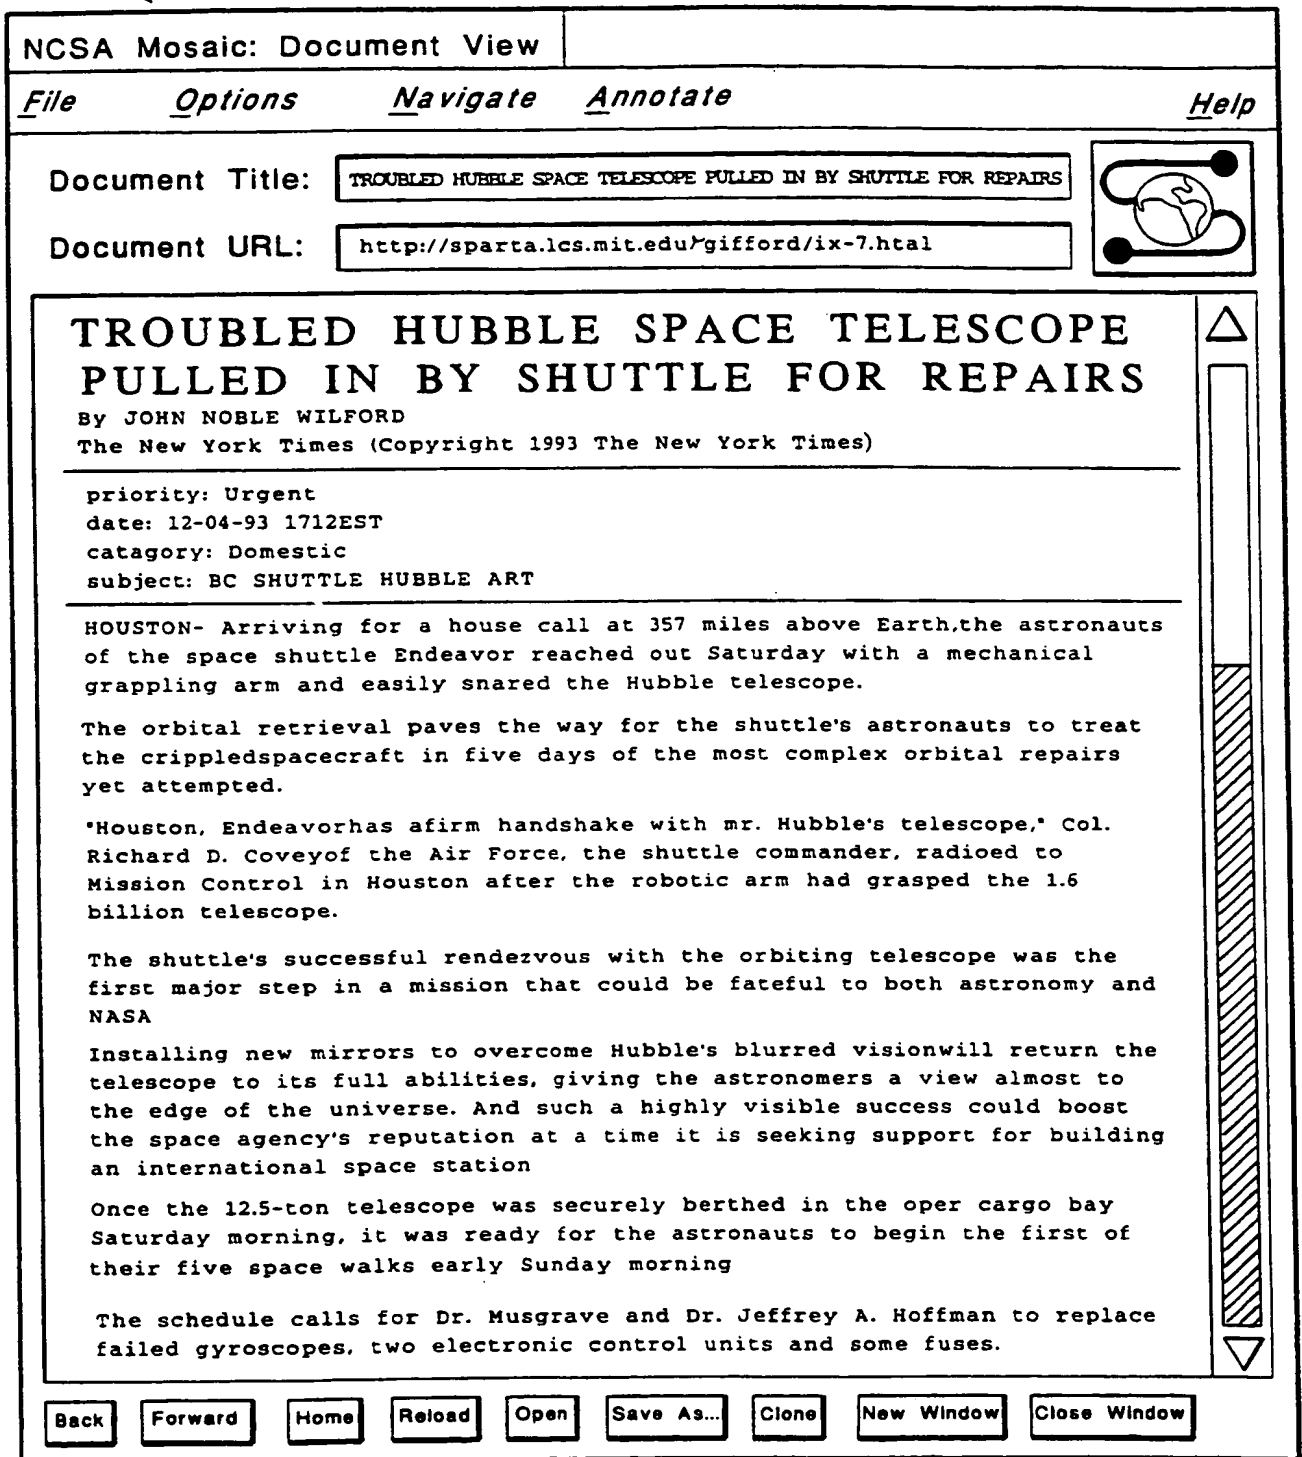 NCSA Mosaic: Document View
File Options Navigate Annotate Help
Document Title: TROUBLED HUBBLE SPACE TELESCOPE PULLED IN BY SHUTTLE FOR REPAIRS
Document URL: http://sparta.lcs.mit.edu/~gifford/ix-7.htal
TROUBLED HUBBLE SPACE TELESCOPE
PULLED IN BY SHUTTLE FOR REPAIRS
By JOHN NOBLE WILFORD
The New York Times (Copyright 1993 The New York Times)
priority: Urgent
date: 12-04-93 1712EST
catagory: Domestic
subject: BC SHUTTLE HUBBLE ART
HOUSTON- Arriving for a house call at 357 miles above Earth,the astronauts
of the space shuttle Endeavor reached out Saturday with a mechanical
grappling arm and easily snared the Hubble telescope.
The orbital retrieval paves the way for the shuttle's astronauts to treat
the crippledspacecraft in five days of the most complex orbital repairs
yet attempted.
"Houston, Endeavorhas afirm handshake with mr. Hubble's telescope," Col.
Richard D. Coveyof the Air Force, the shuttle commander, radioed to
Mission Control in Houston after the robotic arm had grasped the 1.6
billion telescope.
The shuttle's successful rendezvous with the orbiting telescope was the
first major step in a mission that could be fateful to both astronomy and
NASA
Installing new mirrors to overcome Hubble's blurred visionwill return the
telescope to its full abilities, giving the astronomers a view almost to
the edge of the universe. And such a highly visible success could boost
the space agency's reputation at a time it is seeking support for building
an international space station
Once the 12.5-ton telescope was securely berthed in the oper cargo bay
Saturday morning, it was ready for the astronauts to begin the first of
their five space walks early Sunday morning
The schedule calls for Dr. Musgrave and Dr. Jeffrey A. Hoffman to replace
failed gyroscopes, two electronic control units and some fuses.
Back Forward Home Reload Open Save As... Clone New Window Close Window